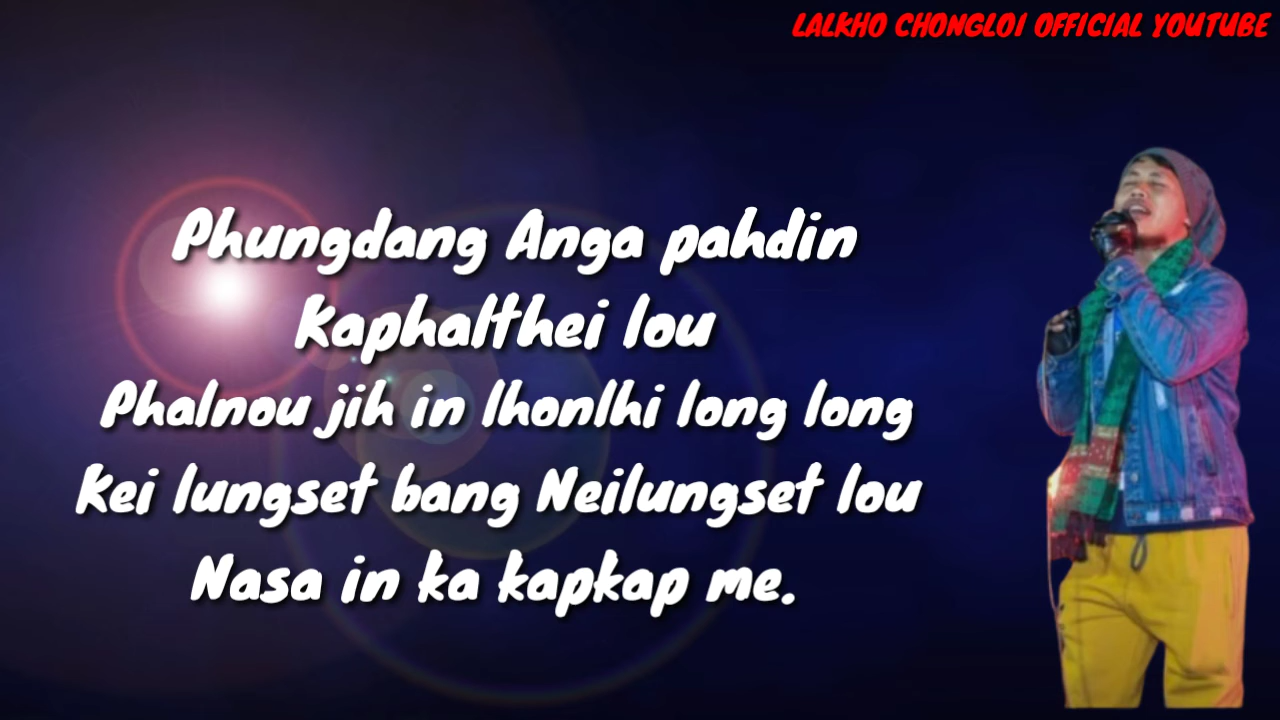 LALKHO CHONGLOI OFFICIAL YOUTUBE
Phungdang Anga pahdin
Kaphalthei lou
Phalnou jih in lhonlhi long long
Kei lungset bang Neilungset lou
Nasa in ka kapkap me.